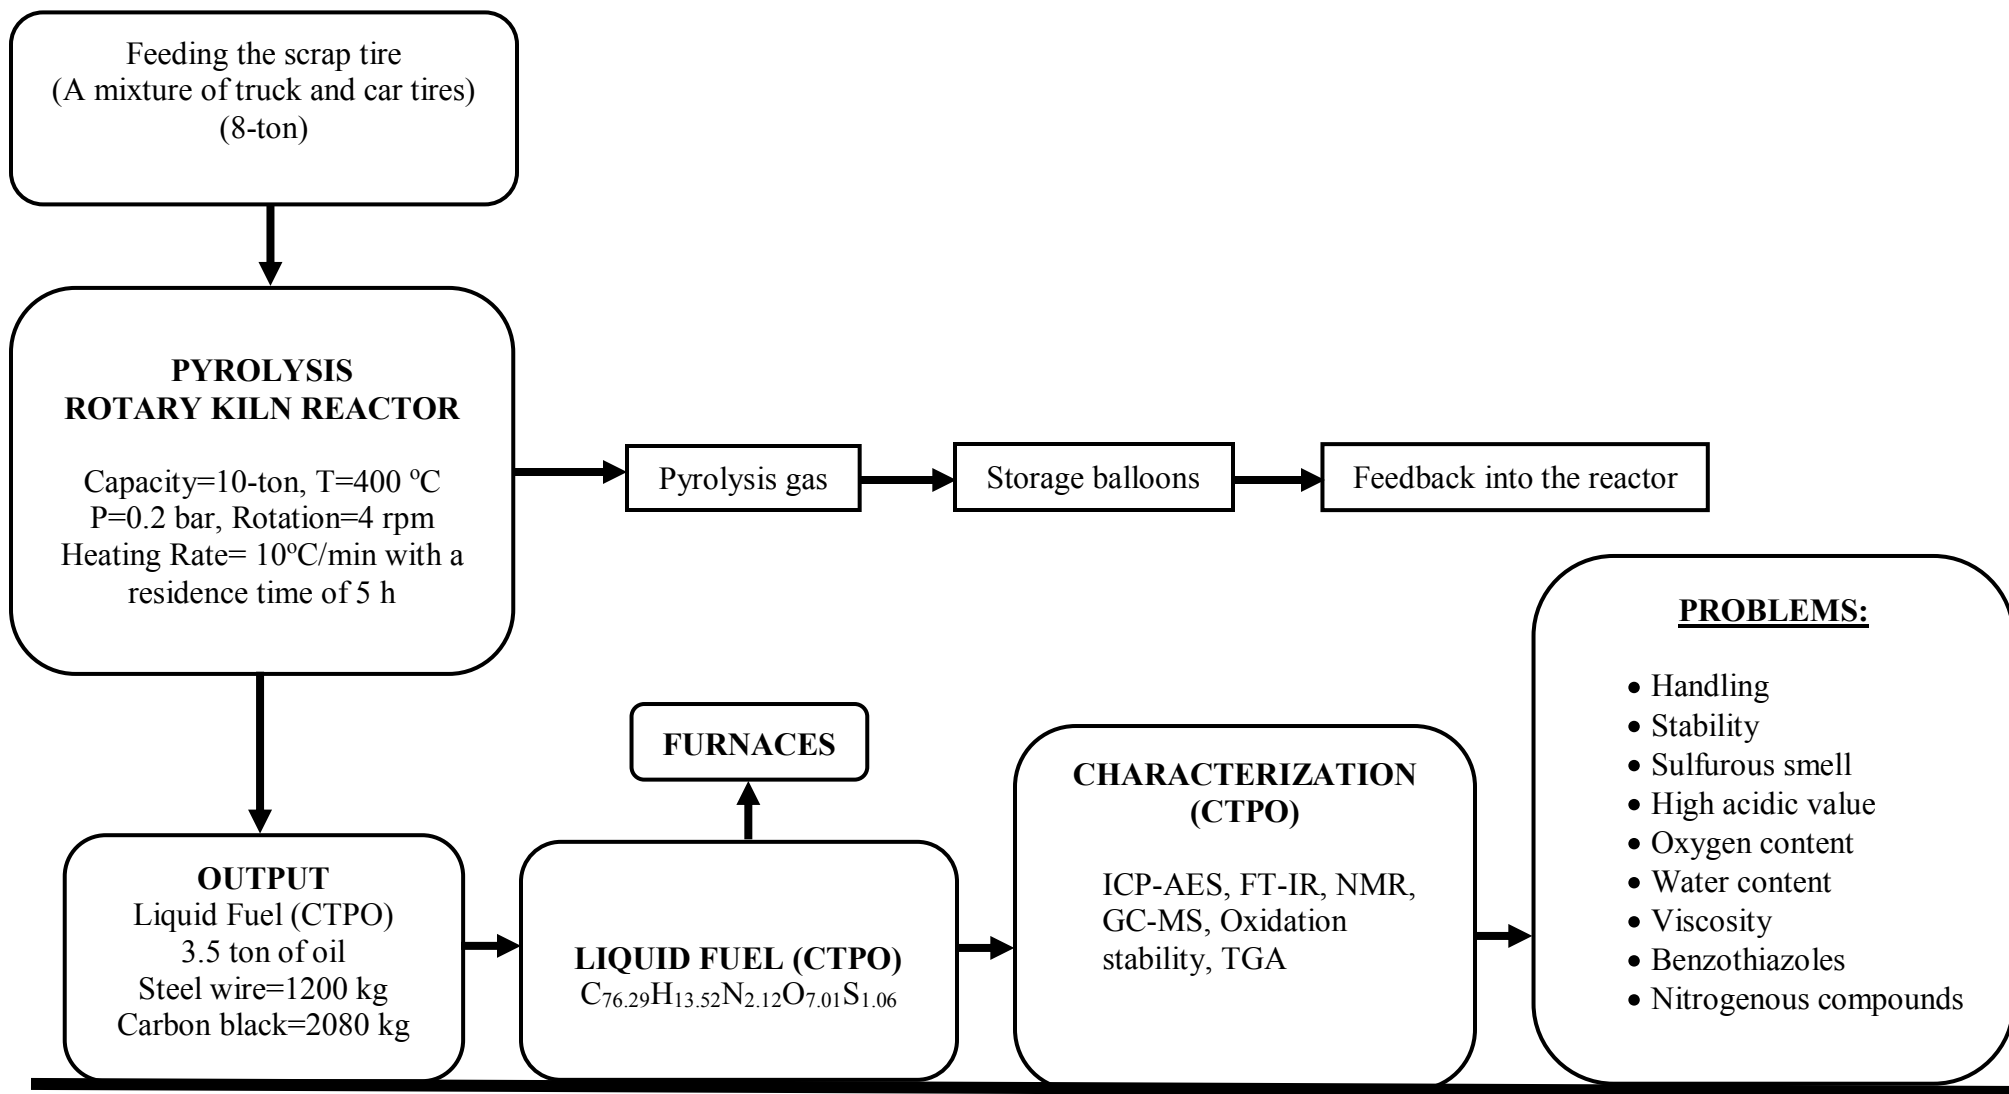 Feeding the scrap tire
(A mixture of truck and car tires)
(8-ton)
PYROLYSIS
ROTARY KILN REACTOR
Capacity=10-ton, T=400 ºC
P=0.2 bar, Rotation=4 rpm
Heating Rate= 10ºC/min with a
residence time of 5 h
Pyrolysis gas
Storage balloons
Feedback into the reactor
OUTPUT
Liquid Fuel (CTPO)
3.5 ton of oil
Steel wire=1200 kg
Carbon black=2080 kg
FURNACES
LIQUID FUEL (CTPO)
C₇₆.₂₉H₁₃.₅₂N₂.₁₂O₇.₀₁S₁.₀₆
CHARACTERIZATION
(CTPO)
ICP-AES, FT-IR, NMR,
GC-MS, Oxidation
stability, TGA
PROBLEMS:
• Handling
• Stability
• Sulfurous smell
• High acidic value
• Oxygen content
• Water content
• Viscosity
• Benzothiazoles
• Nitrogenous compounds